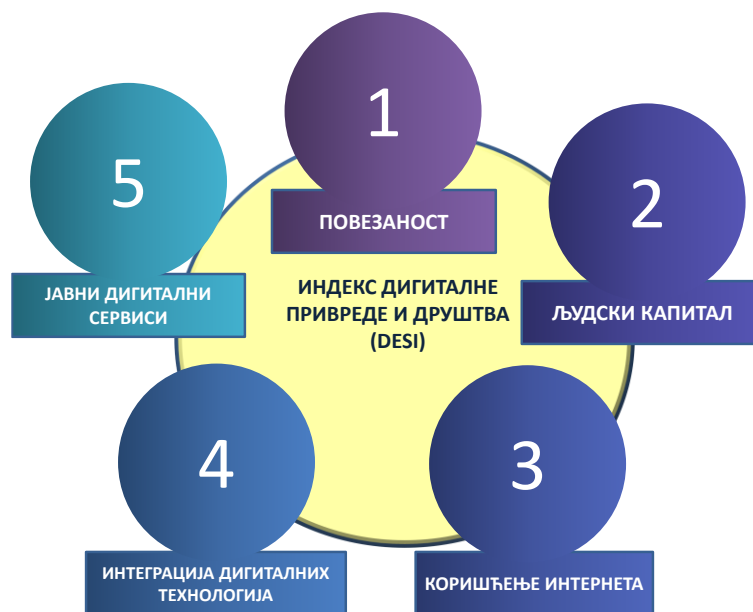 1
ПОВЕЗАНОСТ
2
ЉУДСКИ КАПИТАЛ
3
КОРИШЋЕЊЕ ИНТЕРНЕТА
4
ИНТЕГРАЦИЈА ДИГИТАЛНИХ
ТЕХНОЛОГИЈА
5
ЈАВНИ ДИГИТАЛНИ
СЕРВИСИ
ИНДЕКС ДИГИТАЛНЕ
ПРИВРЕДЕ И ДРУШТВА
(DESI)